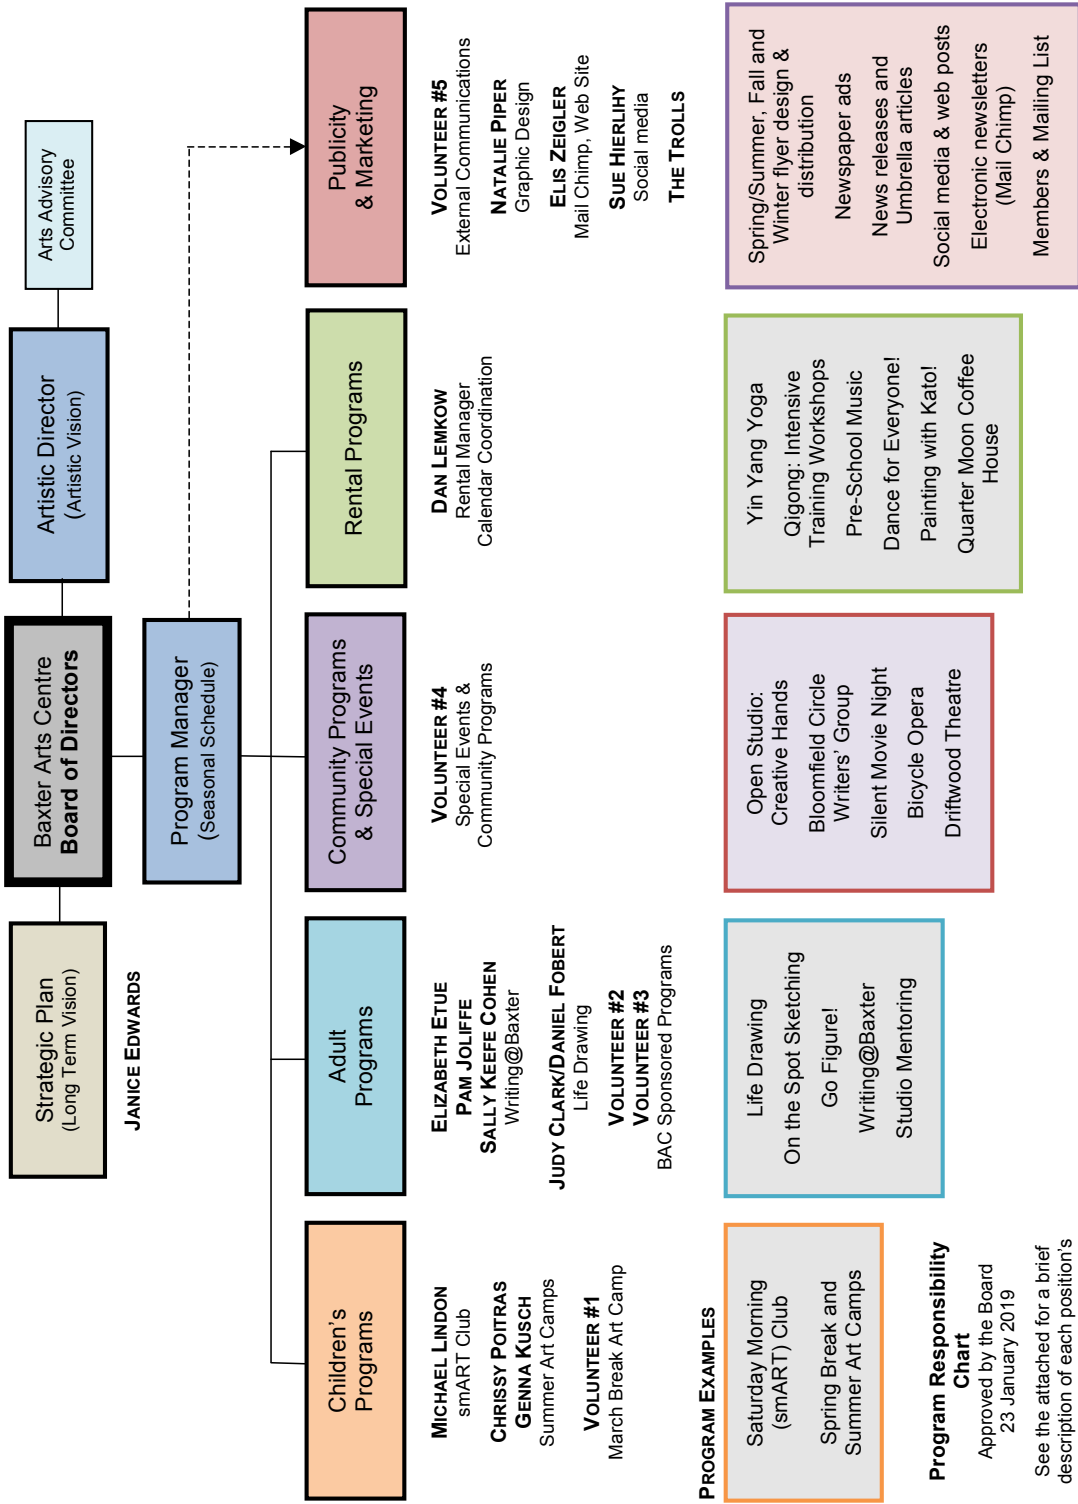 Strategic Plan
(Long Term Vision)
JANICE EDWARDS
Baxter Arts Centre
Board of Directors
Artistic Director
(Artistic Vision)
Arts Advisory
Committee
Program Manager
(Seasonal Schedule)
Children's
Programs
MICHAEL LINDON
smART Club
CHRISSY POITRAS
GENNA KUSCH
Summer Art Camps
VOLUNTEER #1
March Break Art Camp
Adult
Programs
ELIZABETH ETUE
PAM JOLIFFE
SALLY KEEFE COHEN
Writing@Baxter
JUDY CLARK/DANIEL FOBERT
Life Drawing
VOLUNTEER #2
VOLUNTEER #3
BAC Sponsored Programs
Community Programs
& Special Events
VOLUNTEER #4
Special Events &
Community Programs
Rental Programs
DAN LEMKOW
Rental Manager
Calendar Coordination
Publicity
& Marketing
VOLUNTEER #5
External Communications
NATALIE PIPER
Graphic Design
ELIS ZEIGLER
Mail Chimp, Web Site
SUE HIERLIHY
Social media
THE TROLLS
PROGRAM EXAMPLES
Saturday Morning
(smART) Club
Spring Break and
Summer Art Camps
Life Drawing
On the Spot Sketching
Go Figure!
Writing@Baxter
Studio Mentoring
Open Studio:
Creative Hands
Bloomfield Circle
Writers' Group
Silent Movie Night
Bicycle Opera
Driftwood Theatre
Yin Yang Yoga
Qigong: Intensive
Training Workshops
Pre-School Music
Dance for Everyone!
Painting with Kato!
Quarter Moon Coffee
House
Spring/Summer, Fall and
Winter flyer design &
distribution
Newspaper ads
News releases and
Umbrella articles
Social media & web posts
Electronic newsletters
(Mail Chimp)
Members & Mailing List
Program Responsibility
Chart
Approved by the Board
23 January 2019
See the attached for a brief
description of each position's